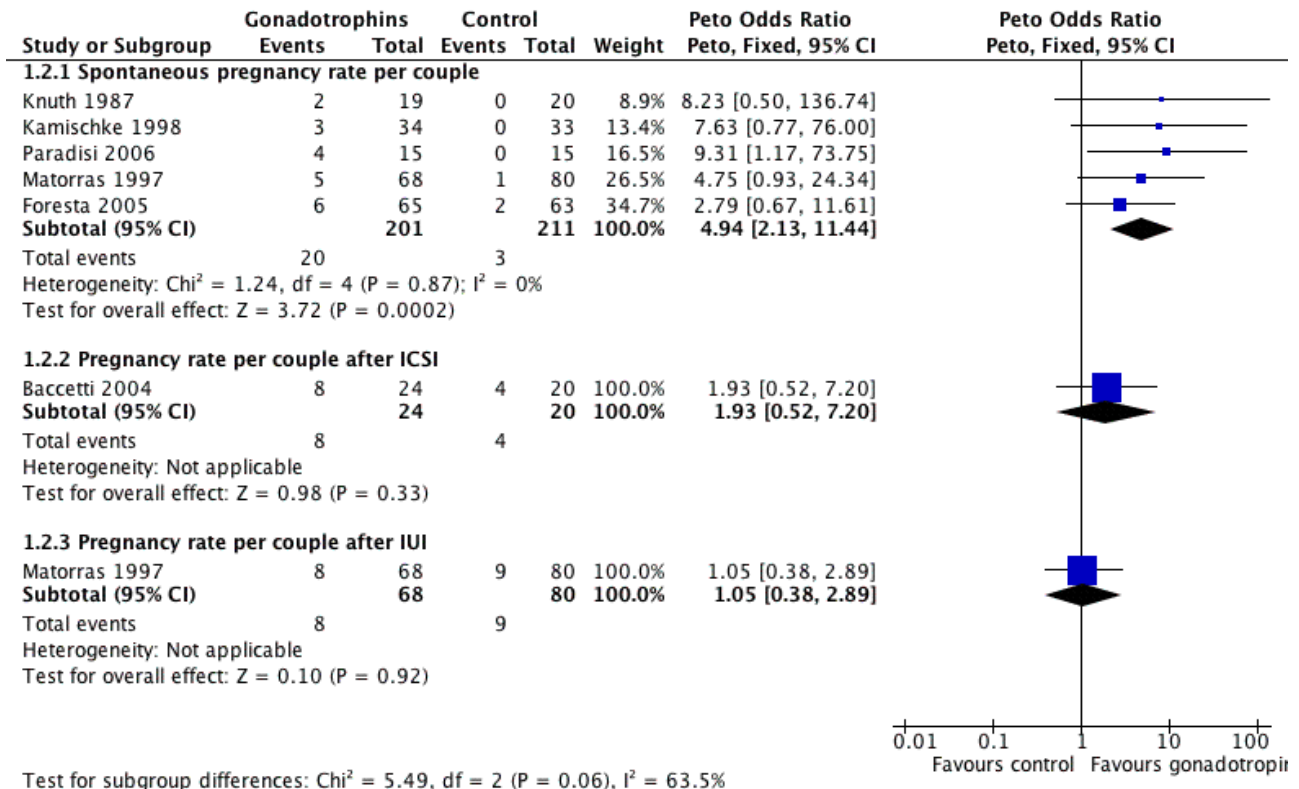 Gonadotrophins Control Peto Odds Ratio Peto Odds Ratio
Study or Subgroup Events Total Events Total Weight Peto, Fixed, 95% CI Peto, Fixed, 95% CI
1.2.1 Spontaneous pregnancy rate per couple
Knuth 1987 2 19 0 20 8.9% 8.23 [0.50, 136.74]
Kamischke 1998 3 34 0 33 13.4% 7.63 [0.77, 76.00]
Paradisi 2006 4 15 0 15 16.5% 9.31 [1.17, 73.75]
Matorras 1997 5 68 1 80 26.5% 4.75 [0.93, 24.34]
Foresta 2005 6 65 2 63 34.7% 2.79 [0.67, 11.61]
Subtotal (95% CI) 201 211 100.0% 4.94 [2.13, 11.44]
Total events 20 3
Heterogeneity: Chi² = 1.24, df = 4 (P = 0.87); I² = 0%
Test for overall effect: Z = 3.72 (P = 0.0002)
1.2.2 Pregnancy rate per couple after ICSI
Baccetti 2004 8 24 4 20 100.0% 1.93 [0.52, 7.20]
Subtotal (95% CI) 24 20 100.0% 1.93 [0.52, 7.20]
Total events 8 4
Heterogeneity: Not applicable
Test for overall effect: Z = 0.98 (P = 0.33)
1.2.3 Pregnancy rate per couple after IUI
Matorras 1997 8 68 9 80 100.0% 1.05 [0.38, 2.89]
Subtotal (95% CI) 68 80 100.0% 1.05 [0.38, 2.89]
Total events 8 9
Heterogeneity: Not applicable
Test for overall effect: Z = 0.10 (P = 0.92)
0.01 0.1 1 10 100
Favours control Favours gonadotropin
Test for subgroup differences: Chi² = 5.49, df = 2 (P = 0.06), I² = 63.5%